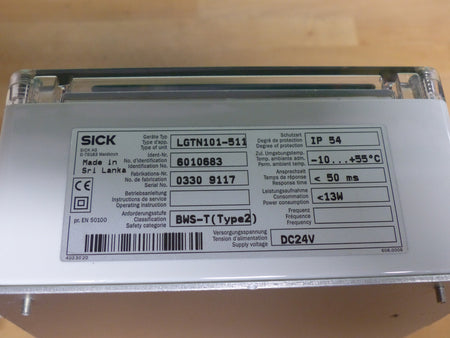 SICK
SICK AG
D-79183 Waldkirch
Made in
Sri Lanka
pr. EN 50100
Geräte Typ
Type d'app.
Type of unit
LGTN101-511
Ident-Nr.
No. d'identification
Identification No.
6010683
Fabrikations-Nr.
No. de fabrication
Serial No.
0330 9117
Betriebsanleitung
Instructions de service
Operating instruction
Anforderungsstufe
Classification
Safety category
BWS-T(Type2)
Versorgungsspannung
Tension d'alimentation
Supply voltage
DC24V
Schutzart
Degré de protection
Degree of protection
IP 54
Zul. Umgebungstemp.
Temp. ambiante adm.
Perm. ambient temp.
-10...+55°C
Ansprechzeit
Temps de réponse
Response time
< 50 ms
Leistungsaufnahme
Consommation
Power consumption
<13W
Frequenz
Fréquence
Frequency